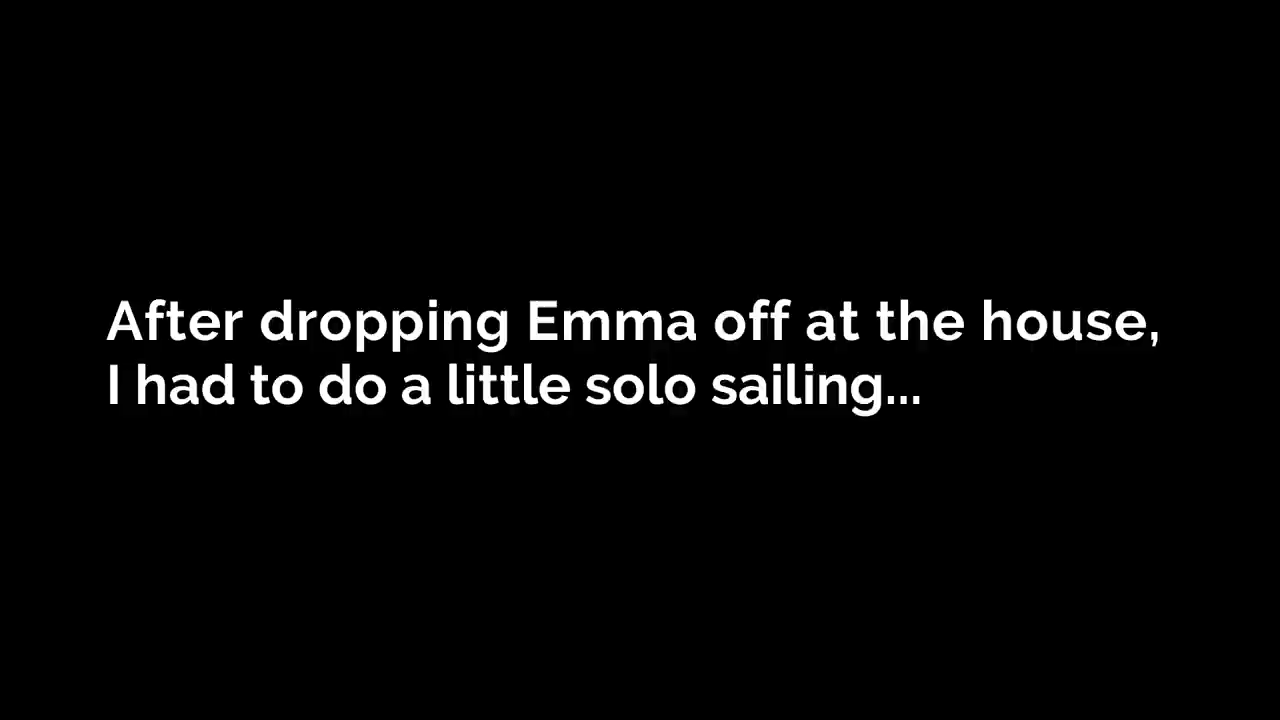 After dropping Emma off at the house,
I had to do a little solo sailing...